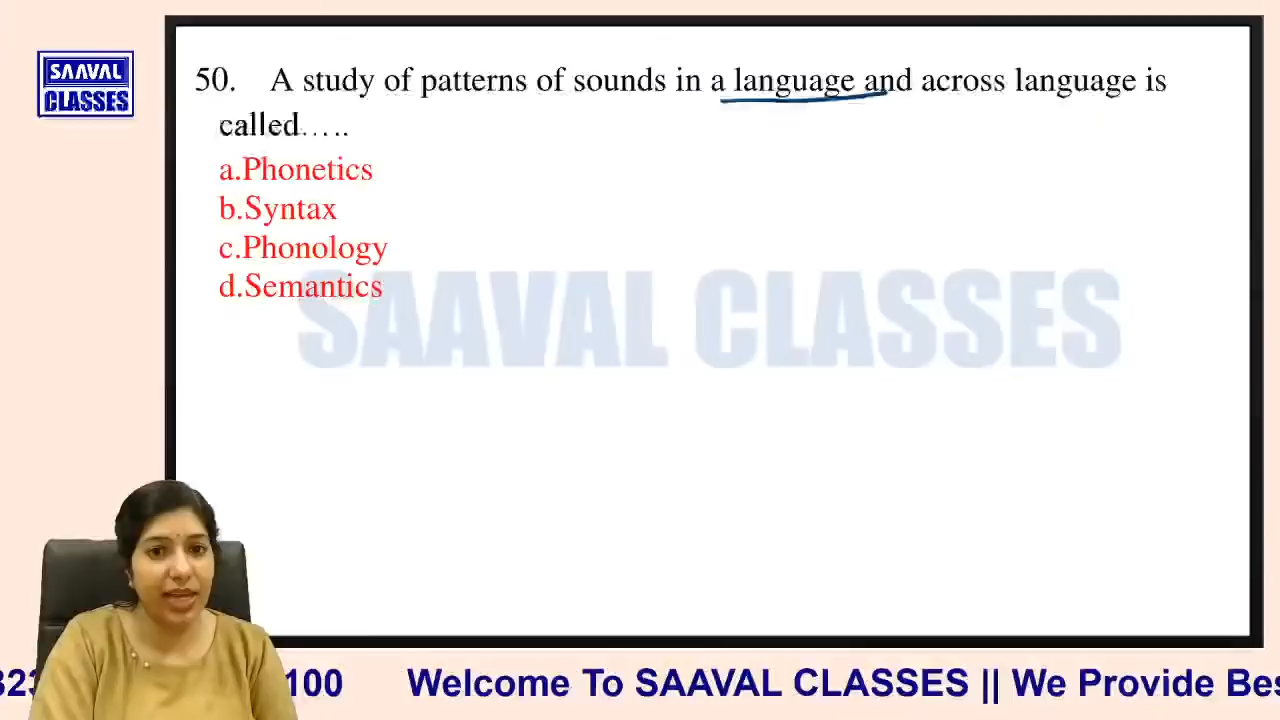 SAAVAL
CLASSES
50. A study of patterns of sounds in a language and across language is
called…..
a.Phonetics
b.Syntax
c.Phonology
d.Semantics
SAAVAL CLASSES
100 Welcome To SAAVAL CLASSES || We Provide